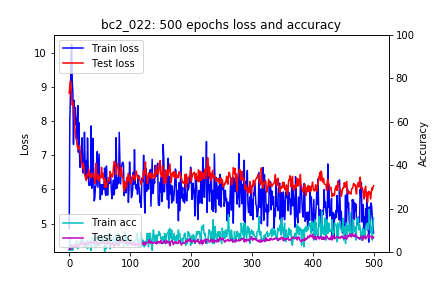 bc2_022: 500 epochs loss and accuracy
Train loss
Test loss
Train acc
Test acc
Loss
Accuracy
10
9
8
7
6
5
100
80
60
40
20
0
0
100
200
300
400
500